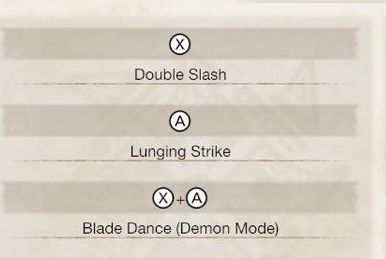 X
Double Slash
A
Lunging Strike
X+A
Blade Dance (Demon Mode)